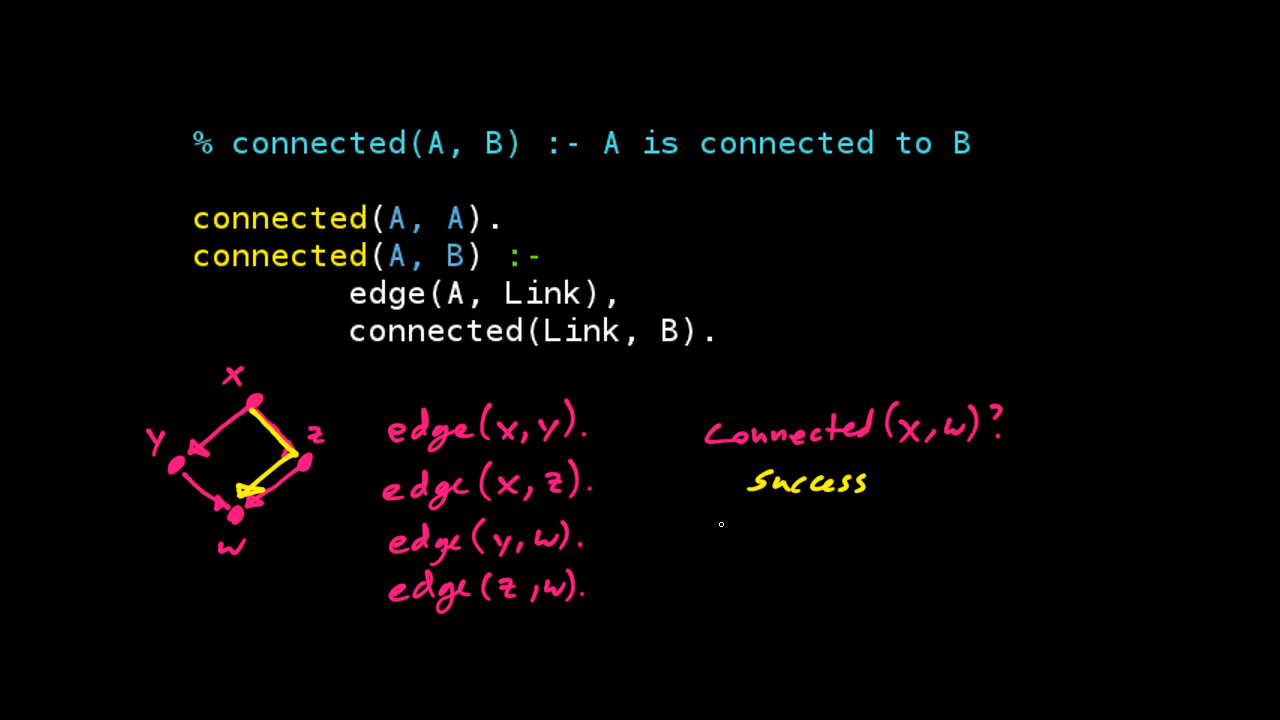 % connected(A, B) :- A is connected to B
connected(A, A).
connected(A, B) :-
edge(A, Link),
connected(Link, B).
x
y
z
w
edge(x,y).
edge(x,z).
edge(y,w).
edge(z,w).
connected(x,w)?
success